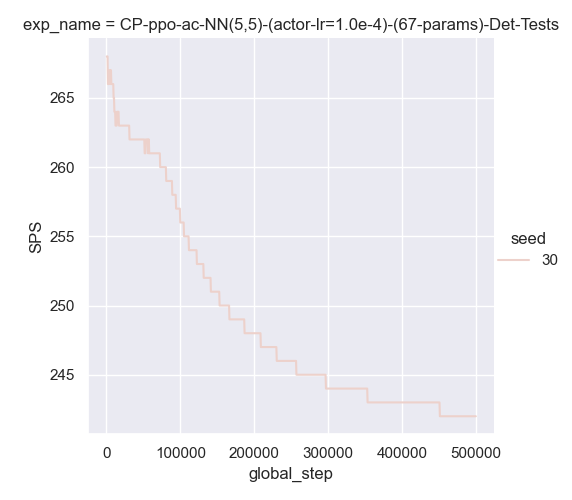 exp_name = CP-ppo-ac-NN(5,5)-(actor-lr=1.0e-4)-(67-params)-Det-Tests
265
260
255
250
245
SPS
seed
30
0 100000 200000 300000 400000 500000
global_step